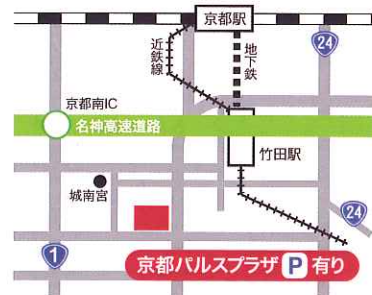 京都駅
近鉄線
地下鉄
24
京都南IC
名神高速道路
竹田駅
城南宮
24
1
京都パルスプラザ P 有り